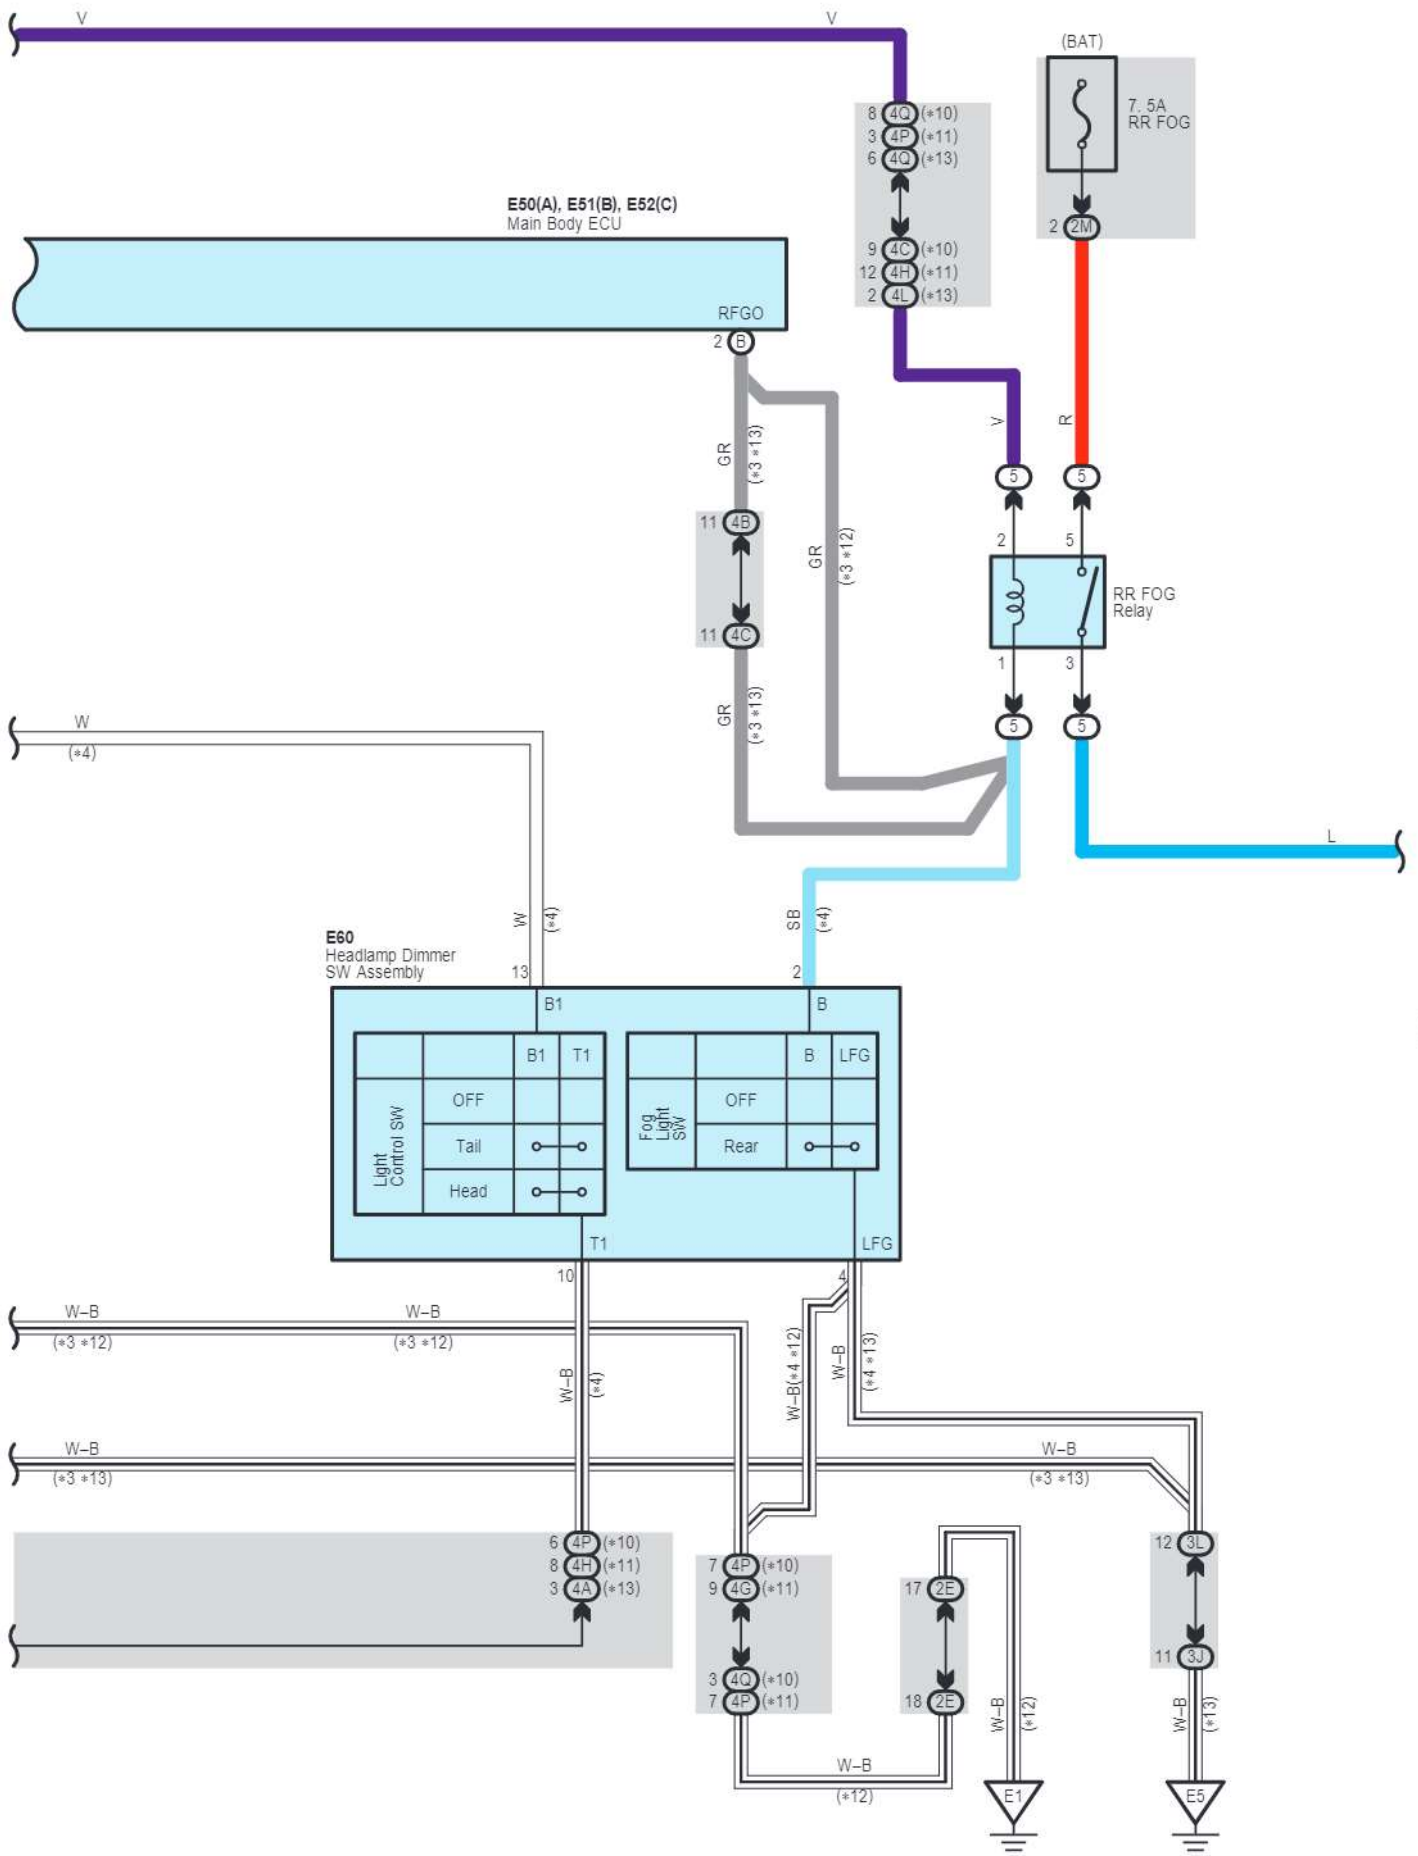 V
V
(BAT)
7. 5A
RR FOG
2 2M
8 4Q (*10)
3 4P (*11)
6 4Q (*13)
9 4C (*10)
12 4H (*11)
2 4L (*13)
E50(A), E51(B), E52(C)
Main Body ECU
RFGO
2 B
GR
(*3 *13)
11 4B
11 4C
GR
(*3 *13)
GR
(*3 *12)
V
R
5
5
2
5
RR FOG
Relay
1
3
5
5
L
W
(*4)
W
(*4)
SB
(*4)
E60
Headlamp Dimmer
SW Assembly
13
2
B1
B
B1
T1
Light
Control SW
OFF
Tail
Head
B
LFG
Fog
Light
SW
OFF
Rear
T1
LFG
10
4
W–B
(*3 *12)
W–B
(*3 *12)
W–B
(*4)
W–B(*4 *12)
W–B
(*4 *13)
W–B
(*3 *13)
W–B
(*3 *13)
6 4P (*10)
8 4H (*11)
3 4A (*13)
7 4P (*10)
9 4G (*11)
3 4Q (*10)
7 4P (*11)
17 2E
18 2E
12 3L
11 3J
W–B
(*12)
W–B
(*12)
W–B
(*13)
E1
E5